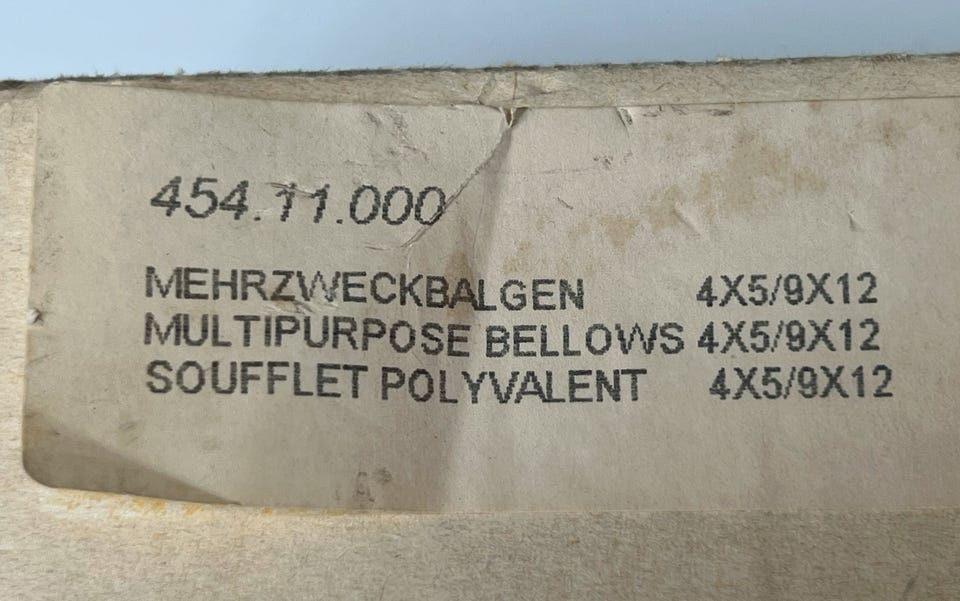 454.11.000
MEHRZWECKBALGEN 4X5/9X12
MULTIPURPOSE BELLOWS 4X5/9X12
SOUFFLET POLYVALENT 4X5/9X12